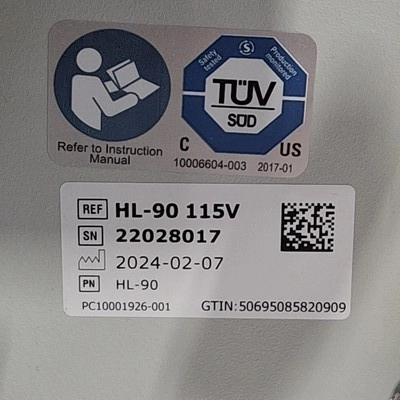 Safety tested
Production monitored
S
TÜV
SÜD
C US
Refer to Instruction
Manual
10006604-003 2017-01
REF HL-90 115V
SN 22028017
2024-02-07
PN HL-90
PC10001926-001 GTIN:50695085820909